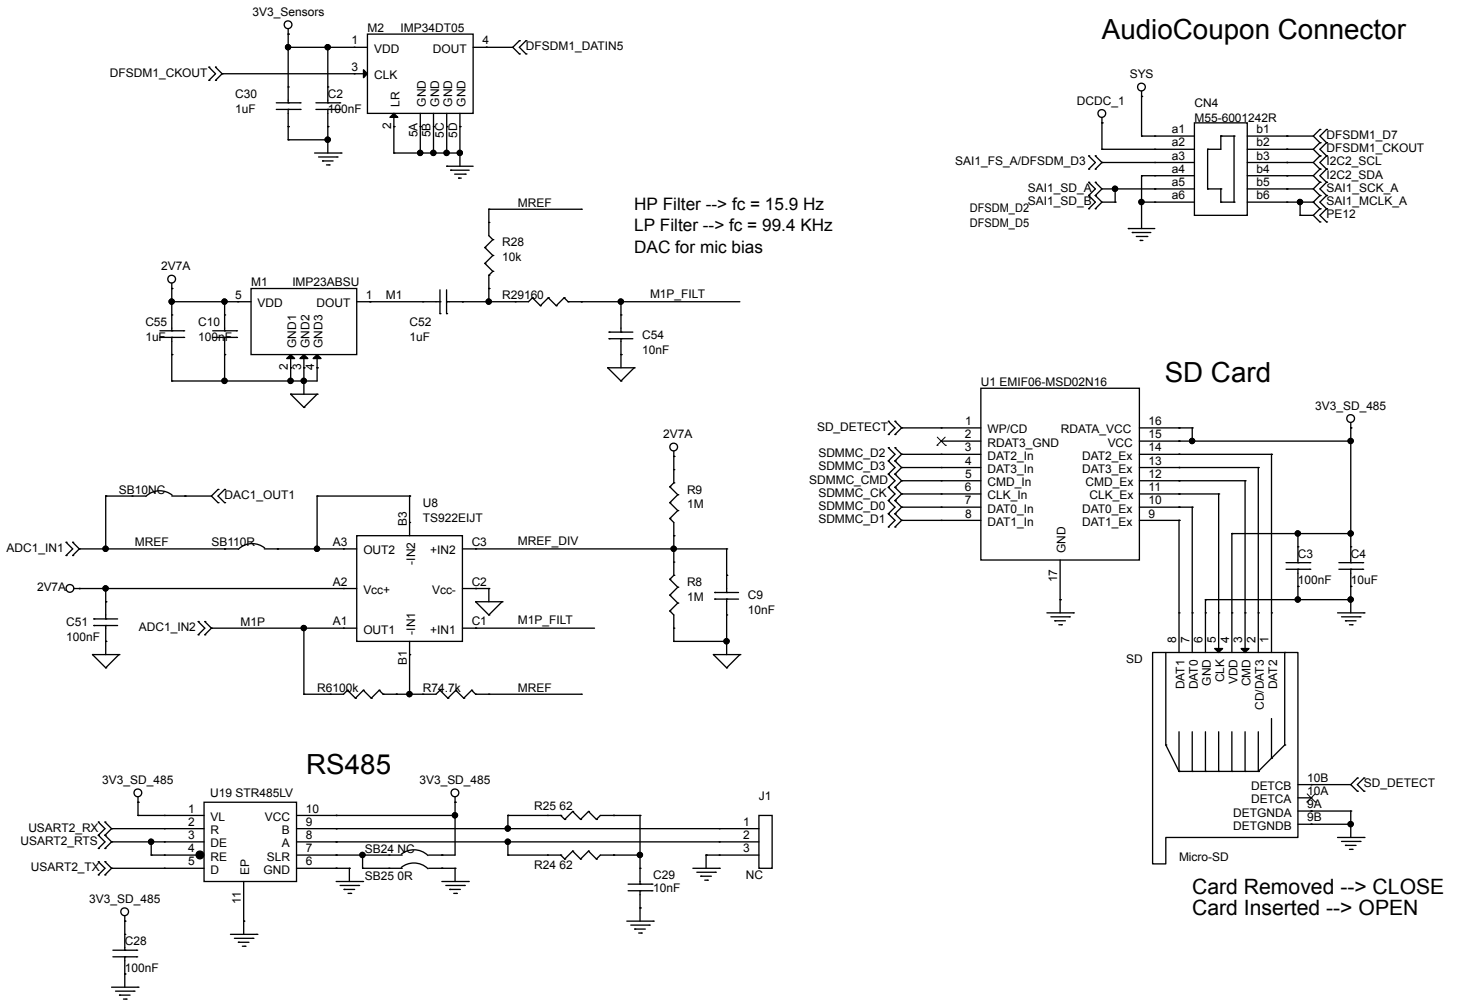 3V3_Sensors
M2 IMP34DT05
1 VDD DOUT 4 DFSDM1_DATIN5
DFSDM1_CKOUT 3 CLK
LR GND GND GND GND
2 5A 5B 5C 5D
C30 1uF
C2 100nF
AudioCoupon Connector
SYS
DCDC_1
CN4
M55-6001242R
a1 b1 DFSDM1_D7
a2 b2 DFSDM1_CKOUT
SAI1_FS_A/DFSDM_D3 a3 b3 I2C2_SCL
a4 b4 I2C2_SDA
SAI1_SD_A a5 b5 SAI1_SCK_A
SAI1_SD_B a6 b6 SAI1_MCLK_A
DFSDM_D2
DFSDM_D5
PE12
HP Filter --> fc = 15.9 Hz
LP Filter --> fc = 99.4 KHz
DAC for mic bias
MREF
R28
10k
2V7A
M1 IMP23ABSU
5 VDD DOUT 1 M1
GND1 GND2 GND3
2 3 4
C55 1uF
C10 100nF
C52
1uF
R29160
M1P_FILT
C54
10nF
SD Card
U1 EMIF06-MSD02N16
3V3_SD_485
SD_DETECT 1 WP/CD RDATA_VCC 16
2 RDAT3_GND VCC 15
SDMMC_D2 3 DAT2_In DAT2_Ex 14
SDMMC_D3 4 DAT3_In DAT3_Ex 13
SDMMC_CMD 5 CMD_In CMD_Ex 12
SDMMC_CK 6 CLK_In CLK_Ex 11
SDMMC_D0 7 DAT0_In DAT0_Ex 10
SDMMC_D1 8 DAT1_In DAT1_Ex 9
GND
17
C3
100nF
C4
10uF
8 7 6 5 4 3 2 1
SD
DAT1 DAT0 GND CLK VDD CMD CD/DAT3 DAT2
DETCB 10B SD_DETECT
DETCA 10A
DETGNDA 9A
DETGNDB 9B
Micro-SD
Card Removed --> CLOSE
Card Inserted --> OPEN
2V7A
R9
1M
SB10NC DAC1_OUT1
U8
TS922EIJT
B3
ADC1_IN1 MREF SB110R A3 OUT2 -IN2 +IN2 C3 MREF_DIV
2V7A A2 Vcc+ Vcc- C2
ADC1_IN2 M1P A1 OUT1 -IN1 +IN1 C1 M1P_FILT
B1
C51
100nF
R8
1M
C9
10nF
R6100k R74.7k MREF
RS485
3V3_SD_485
U19 STR485LV
3V3_SD_485
1 VL VCC 10
USART2_RX 2 R B 9
USART2_RTS 3 DE A 8
4 RE SLR 7
USART2_TX 5 D GND 6
EP
11
SB24 NC
SB25 0R
R25 62
R24 62
C29
10nF
J1
1
2
3
NC
3V3_SD_485
C28
100nF